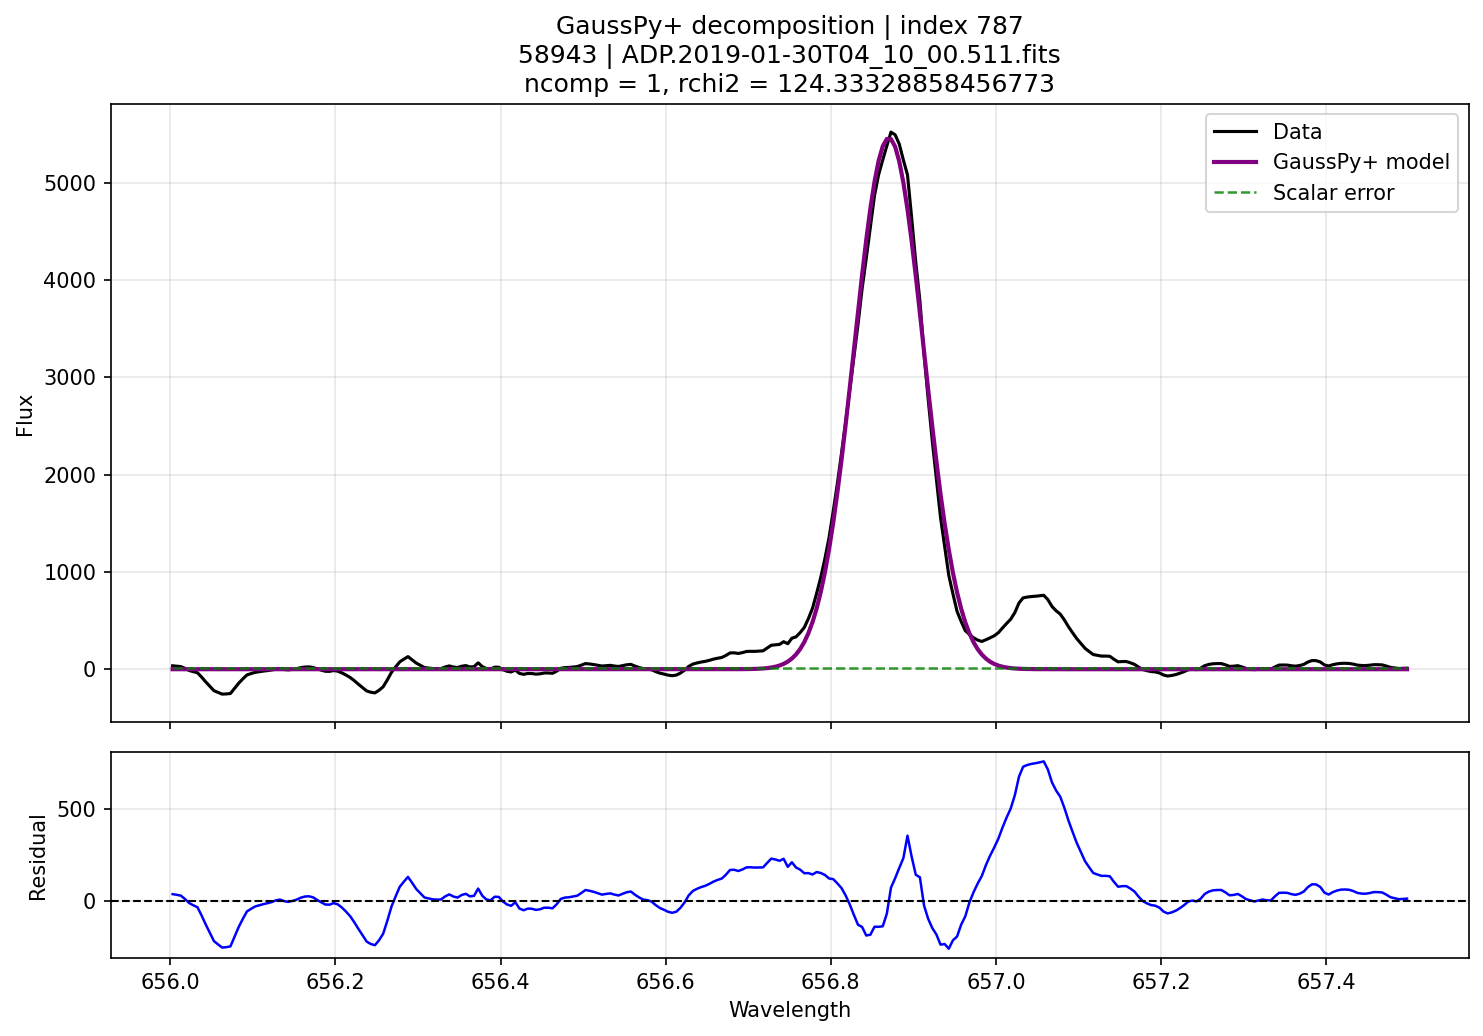 GaussPy+ decomposition | index 787
58943 | ADP.2019-01-30T04_10_00.511.fits
ncomp = 1, rchi2 = 124.33328858456773
Data
GaussPy+ model
Scalar error
Flux
5000
4000
3000
2000
1000
0
Residual
500
0
656.0 656.2 656.4 656.6 656.8 657.0 657.2 657.4
Wavelength